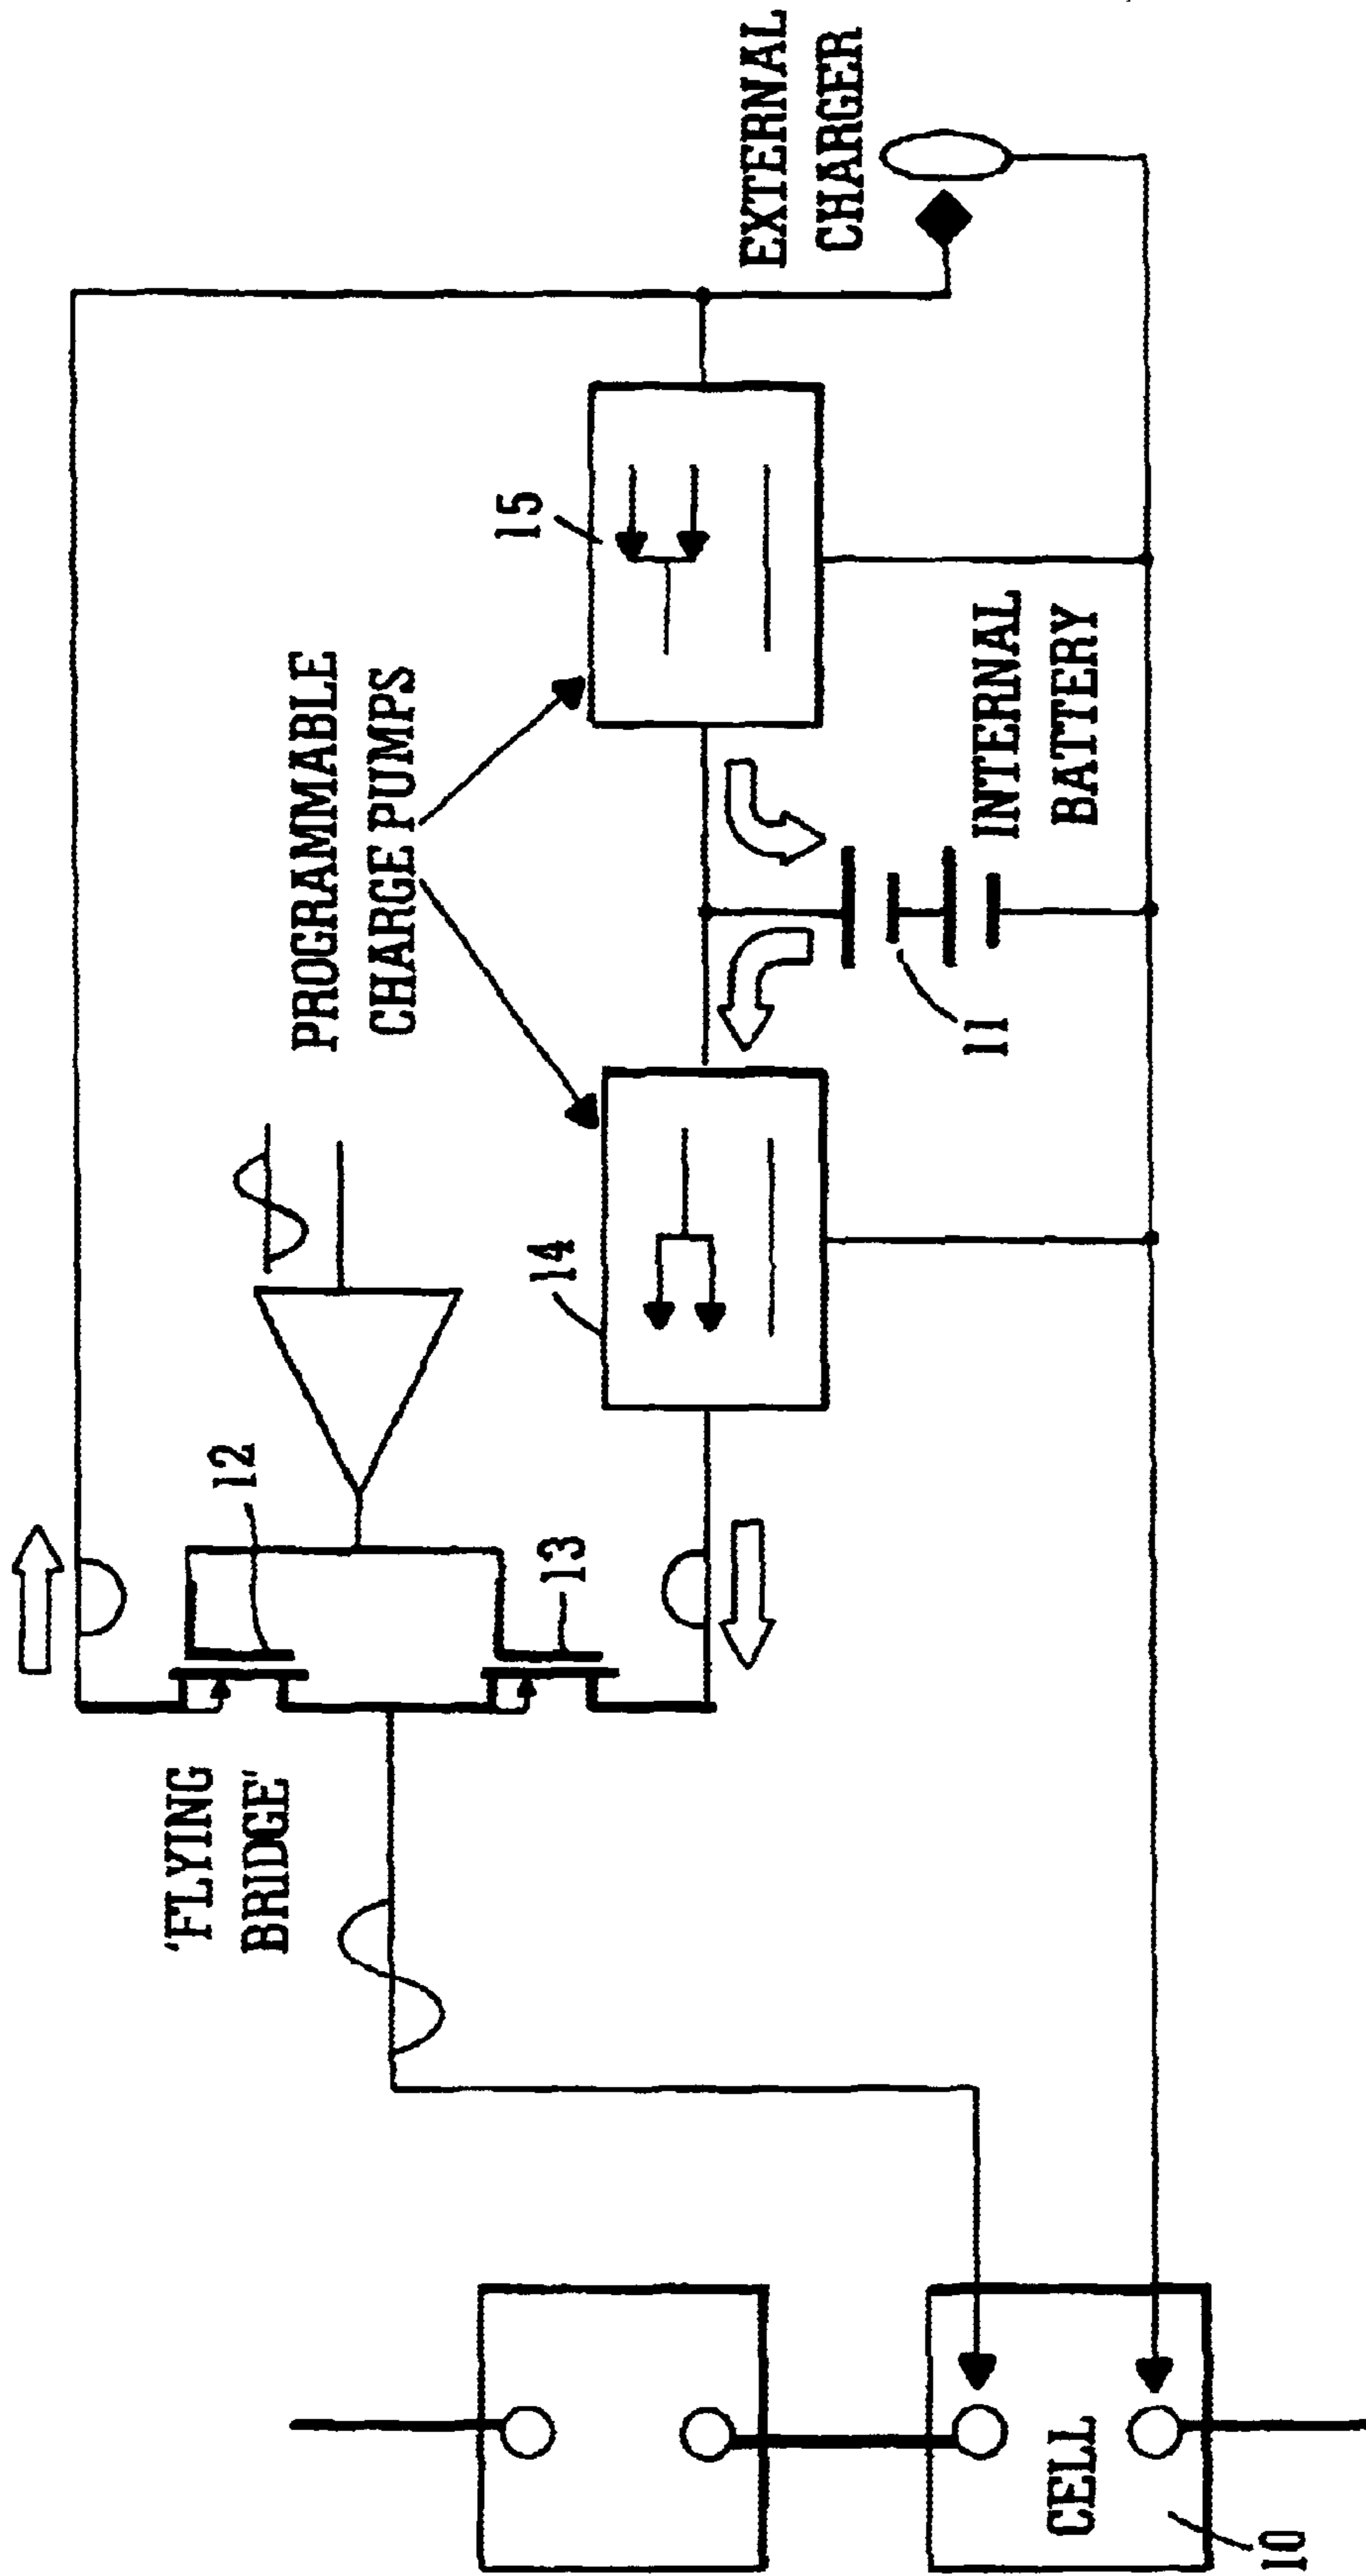 'FLYING
BRIDGE'
12
13
PROGRAMMABLE
CHARGE PUMPS
14
15
EXTERNAL
CHARGER
11
INTERNAL
BATTERY
CELL
10